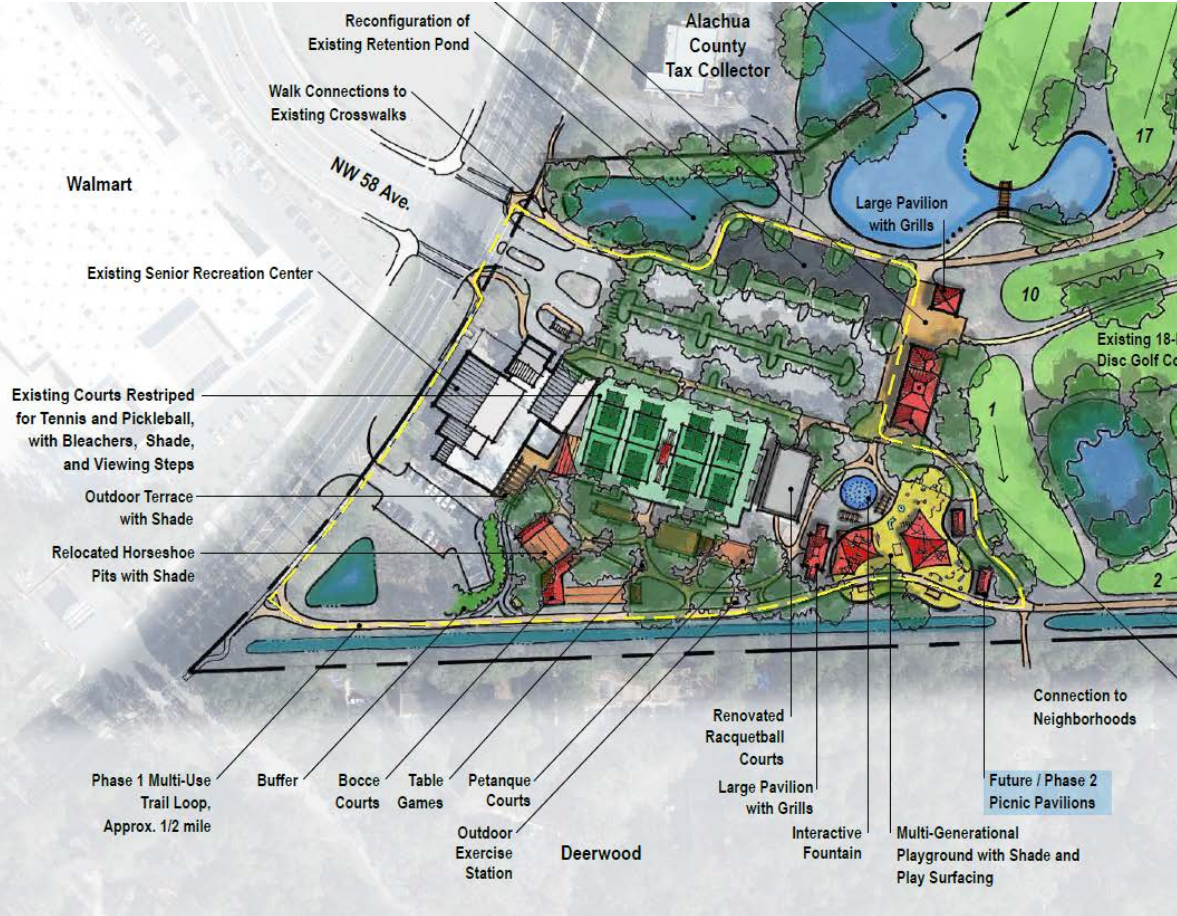 Reconfiguration of
Existing Retention Pond
Alachua
County
Tax Collector
Walk Connections to
Existing Crosswalks
17
NW 58 Ave.
Walmart
Large Pavilion
with Grills
Existing Senior Recreation Center
10
Existing 18-
Disc Golf Co
Existing Courts Restriped
for Tennis and Pickleball,
with Bleachers, Shade,
and Viewing Steps
1
Outdoor Terrace
with Shade
Relocated Horseshoe
Pits with Shade
2
Connection to
Neighborhoods
Renovated
Racquetball
Courts
Phase 1 Multi-Use
Trail Loop,
Approx. 1/2 mile
Buffer
Bocce
Courts
Table
Games
Petanque
Courts
Large Pavilion
with Grills
Future / Phase 2
Picnic Pavilions
Outdoor
Exercise
Station
Deerwood
Interactive
Fountain
Multi-Generational
Playground with Shade and
Play Surfacing